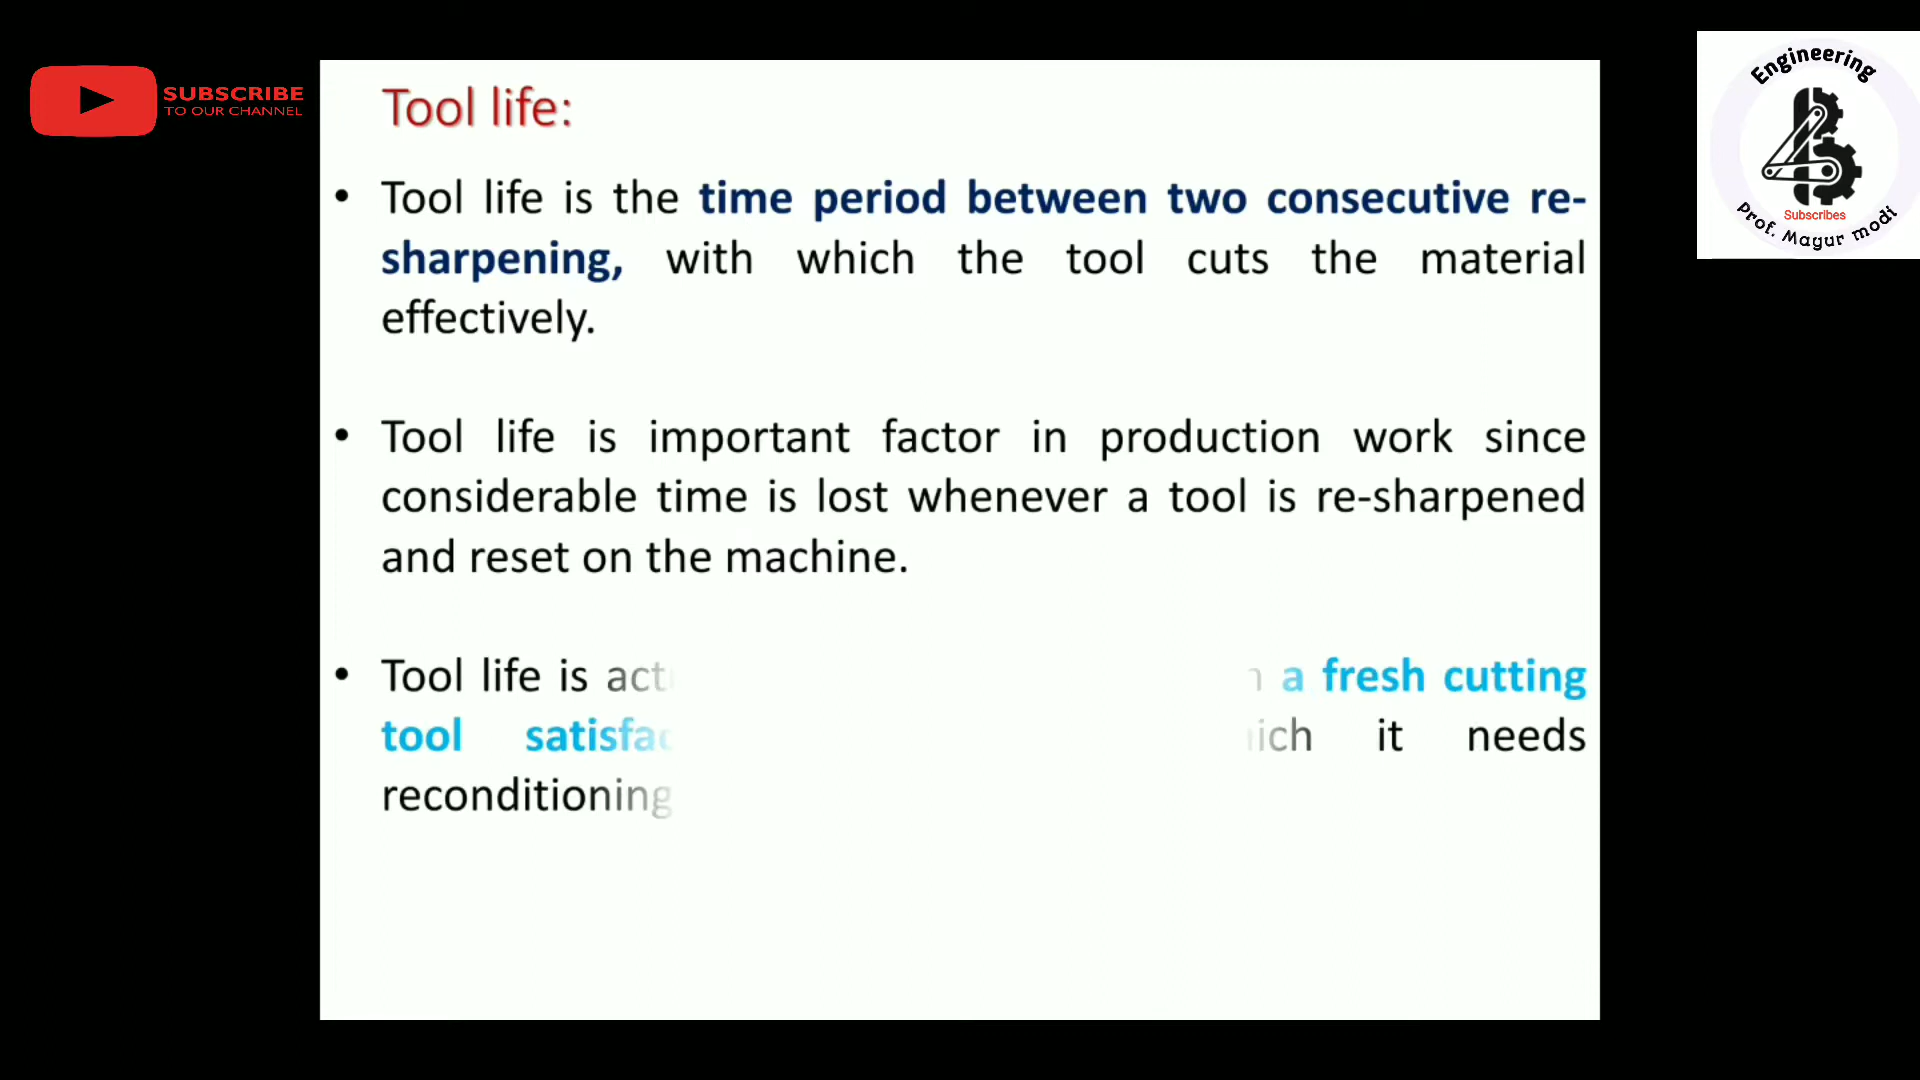 SUBSCRIBE
TO OUR CHANNEL
Engineering
Subscribes
Prof. Mayur modi
Tool life:
• Tool life is the time period between two consecutive re-
sharpening, with which the tool cuts the material
effectively.
• Tool life is important factor in production work since
considerable time is lost whenever a tool is re-sharpened
and reset on the machine.
• Tool life is a fresh cutting
tool it needs
reconditioning